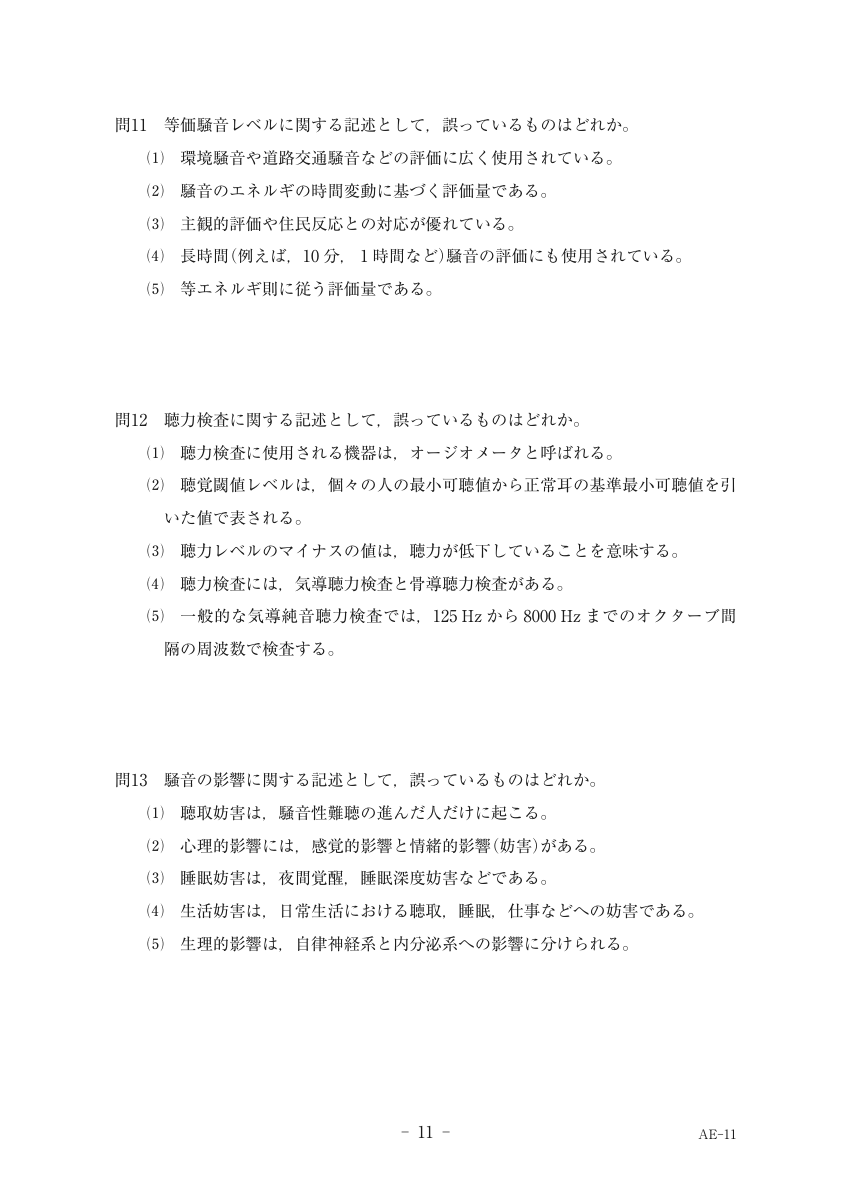 問11　等価騒音レベルに関する記述として，誤っているものはどれか。
⑴　環境騒音や道路交通騒音などの評価に広く使用されている。
⑵　騒音のエネルギの時間変動に基づく評価量である。
⑶　主観的評価や住民反応との対応が優れている。
⑷　長時間(例えば，10 分，1 時間など)騒音の評価にも使用されている。
⑸　等エネルギ則に従う評価量である。
問12　聴力検査に関する記述として，誤っているものはどれか。
⑴　聴力検査に使用される機器は，オージオメータと呼ばれる。
⑵　聴覚閾値レベルは，個々の人の最小可聴値から正常耳の基準最小可聴値を引
いた値で表される。
⑶　聴力レベルのマイナスの値は，聴力が低下していることを意味する。
⑷　聴力検査には，気導聴力検査と骨導聴力検査がある。
⑸　一般的な気導純音聴力検査では，125 Hz から 8000 Hz までのオクターブ間
隔の周波数で検査する。
問13　騒音の影響に関する記述として，誤っているものはどれか。
⑴　聴取妨害は，騒音性難聴の進んだ人だけに起こる。
⑵　心理的影響には，感覚的影響と情緒的影響(妨害)がある。
⑶　睡眠妨害は，夜間覚醒，睡眠深度妨害などである。
⑷　生活妨害は，日常生活における聴取，睡眠，仕事などへの妨害である。
⑸　生理的影響は，自律神経系と内分泌系への影響に分けられる。
－ 11 －
AE-11